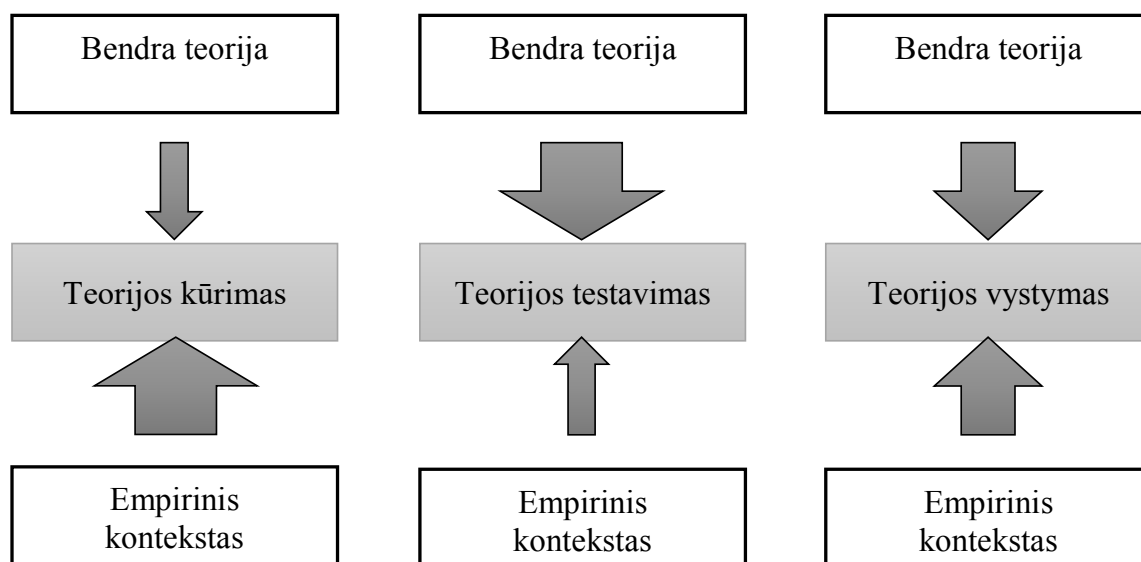 Bendra teorija
Bendra teorija
Bendra teorija
Teorijos kūrimas
Teorijos testavimas
Teorijos vystymas
Empirinis
kontekstas
Empirinis
kontekstas
Empirinis
kontekstas